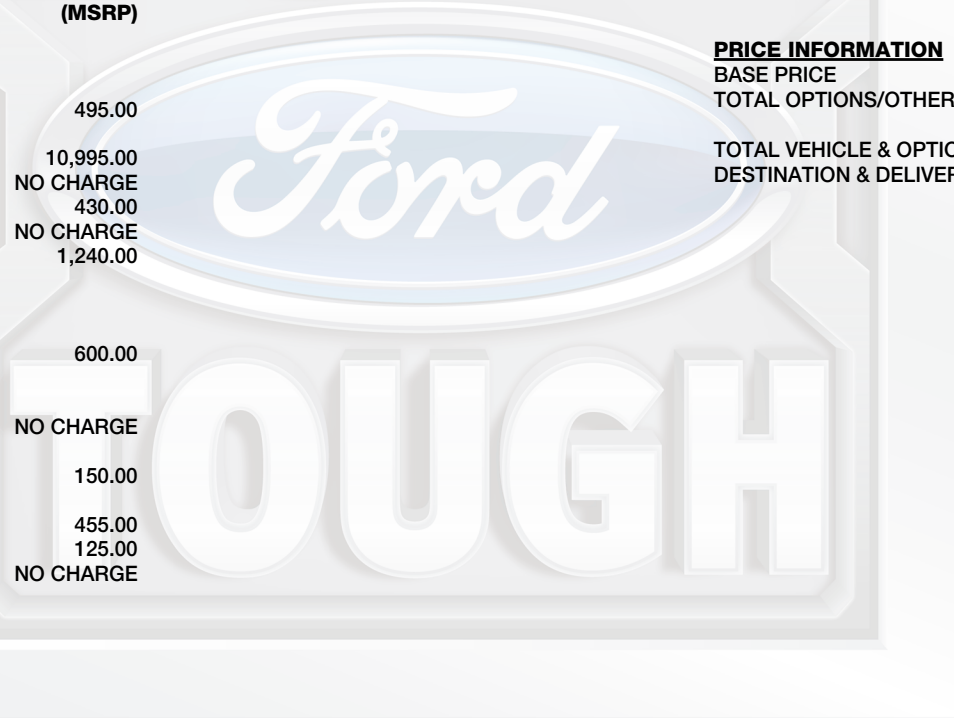 (MSRP)
495.00
10,995.00
NO CHARGE
430.00
NO CHARGE
1,240.00
600.00
NO CHARGE
150.00
455.00
125.00
NO CHARGE
PRICE INFORMATION
BASE PRICE
TOTAL OPTIONS/OTHER
TOTAL VEHICLE & OPTIO
DESTINATION & DELIVER
Ford
TOUGH